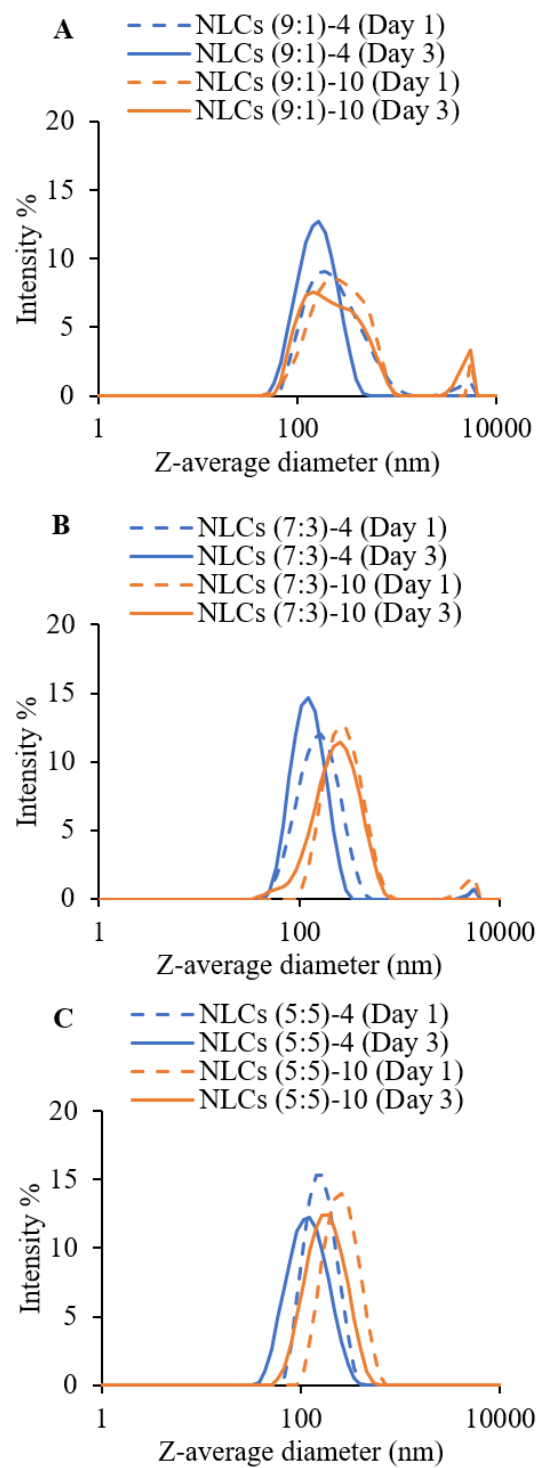 A
NLCs (9:1)-4 (Day 1)
NLCs (9:1)-4 (Day 3)
NLCs (9:1)-10 (Day 1)
NLCs (9:1)-10 (Day 3)
20
15
10
5
0
Intensity %
1 100 10000
Z-average diameter (nm)
B
NLCs (7:3)-4 (Day 1)
NLCs (7:3)-4 (Day 3)
NLCs (7:3)-10 (Day 1)
NLCs (7:3)-10 (Day 3)
20
15
10
5
0
Intensity %
1 100 10000
Z-average diameter (nm)
C
NLCs (5:5)-4 (Day 1)
NLCs (5:5)-4 (Day 3)
NLCs (5:5)-10 (Day 1)
NLCs (5:5)-10 (Day 3)
20
15
10
5
0
Intensity %
1 100 10000
Z-average diameter (nm)